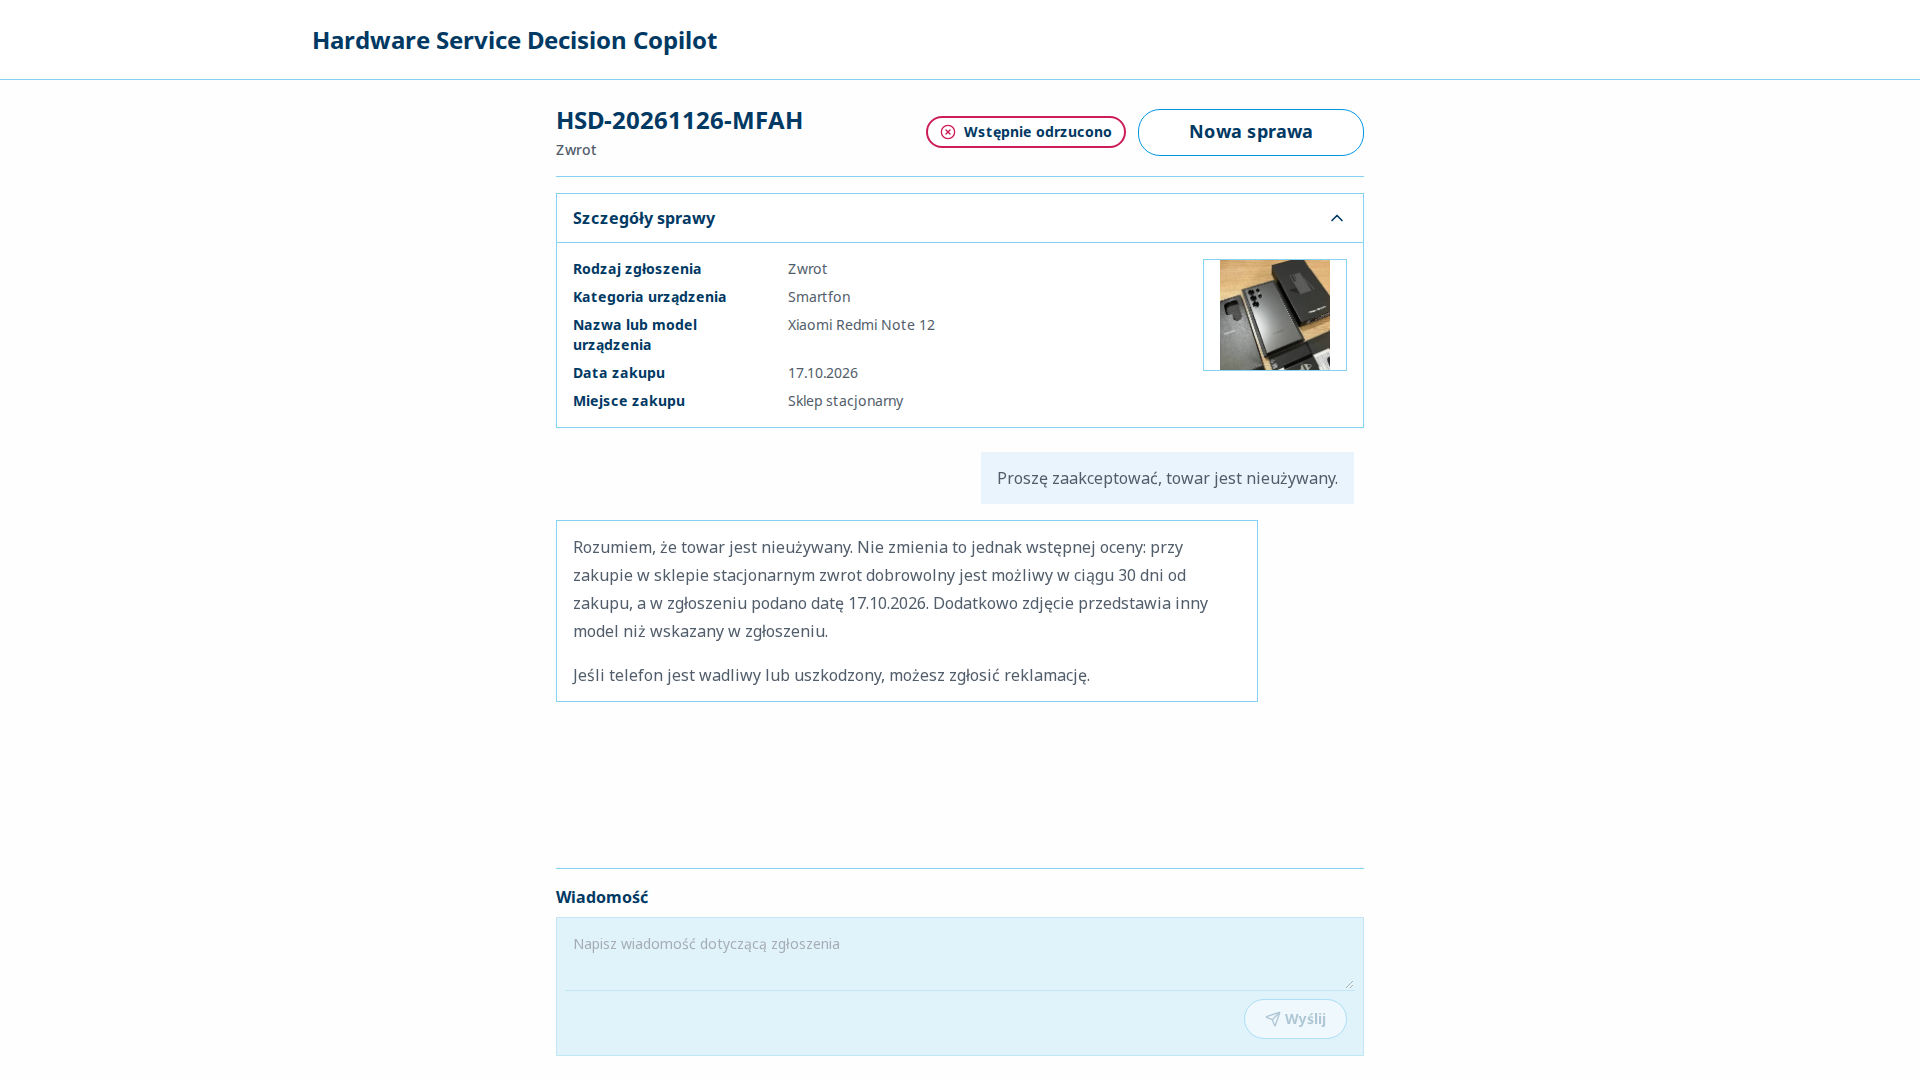 Hardware Service Decision Copilot
HSD-20261126-MFAH
Zwrot
Wstępnie odrzucono
Nowa sprawa
Szczegóły sprawy
Rodzaj zgłoszenia Zwrot
Kategoria urządzenia Smartfon
Nazwa lub model urządzenia Xiaomi Redmi Note 12
Data zakupu 17.10.2026
Miejsce zakupu Sklep stacjonarny
Proszę zaakceptować, towar jest nieużywany.
Rozumiem, że towar jest nieużywany. Nie zmienia to jednak wstępnej oceny: przy
zakupie w sklepie stacjonarnym zwrot dobrowolny jest możliwy w ciągu 30 dni od
zakupu, a w zgłoszeniu podano datę 17.10.2026. Dodatkowo zdjęcie przedstawia inny
model niż wskazany w zgłoszeniu.
Jeśli telefon jest wadliwy lub uszkodzony, możesz zgłosić reklamację.
Wiadomość
Napisz wiadomość dotyczącą zgłoszenia
Wyślij